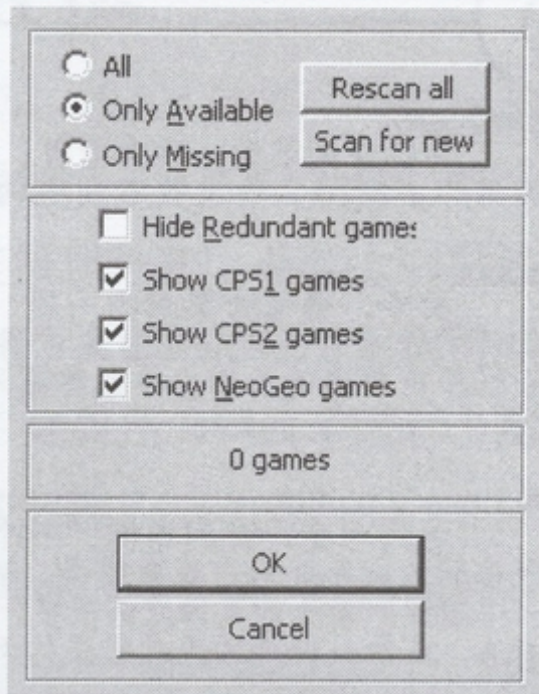 All
Only Available
Only Missing
Rescan all
Scan for new
Hide Redundant games
Show CPS1 games
Show CPS2 games
Show NeoGeo games
0 games
OK
Cancel